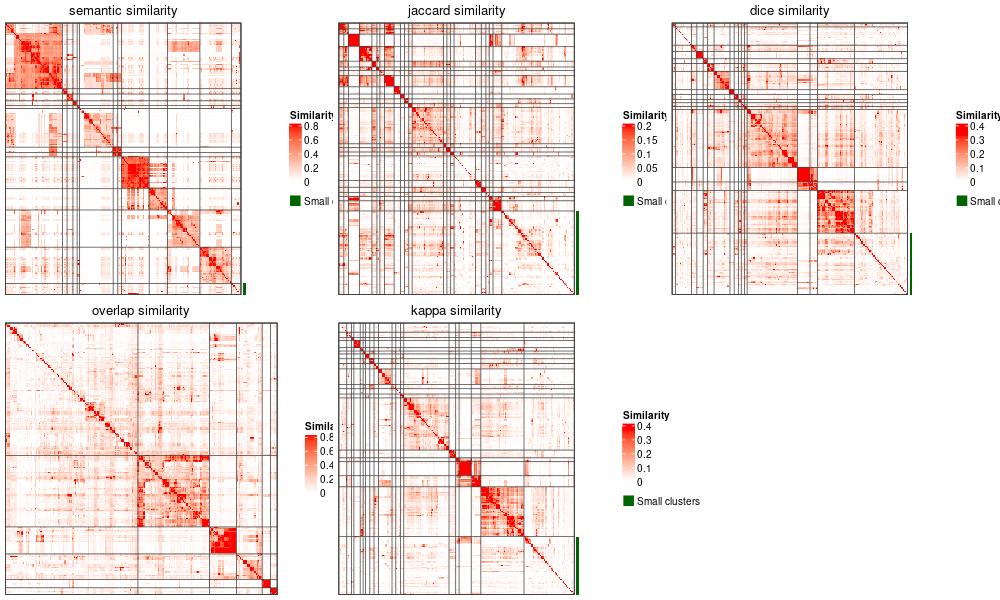 semantic similarity
Similarity
0.8
0.6
0.4
0.2
0
Small
jaccard similarity
Similarity
0.2
0.15
0.1
0.05
0
Small
dice similarity
Similarity
0.4
0.3
0.2
0.1
0
Small
overlap similarity
Similarity
0.8
0.6
0.4
0.2
0
kappa similarity
Similarity
0.4
0.3
0.2
0.1
0
Small clusters